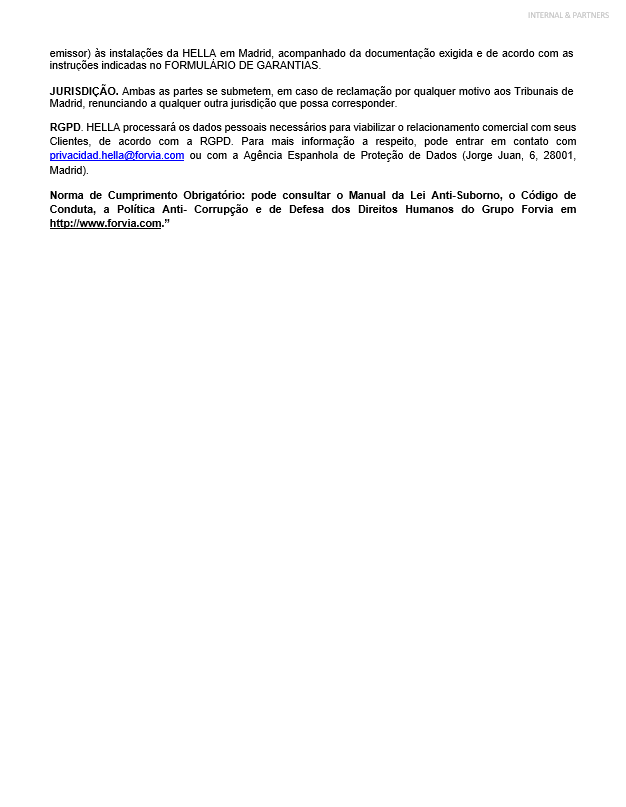 INTERNAL & PARTNERS
emissor) às instalações da HELLA em Madrid, acompanhado da documentação exigida e de acordo com as
instruções indicadas no FORMULÁRIO DE GARANTIAS.
JURISDIÇÃO. Ambas as partes se submetem, em caso de reclamação por qualquer motivo aos Tribunais de
Madrid, renunciando a qualquer outra jurisdição que possa corresponder.
RGPD. HELLA processará os dados pessoais necessários para viabilizar o relacionamento comercial com seus
Clientes, de acordo com a RGPD. Para mais informação a respeito, pode entrar em contato com
privacidad.hella@forvia.com ou com a Agência Espanhola de Proteção de Dados (Jorge Juan, 6, 28001,
Madrid).
Norma de Cumprimento Obrigatório: pode consultar o Manual da Lei Anti-Suborno, o Código de
Conduta, a Política Anti- Corrupção e de Defesa dos Direitos Humanos do Grupo Forvia em
http://www.forvia.com.”